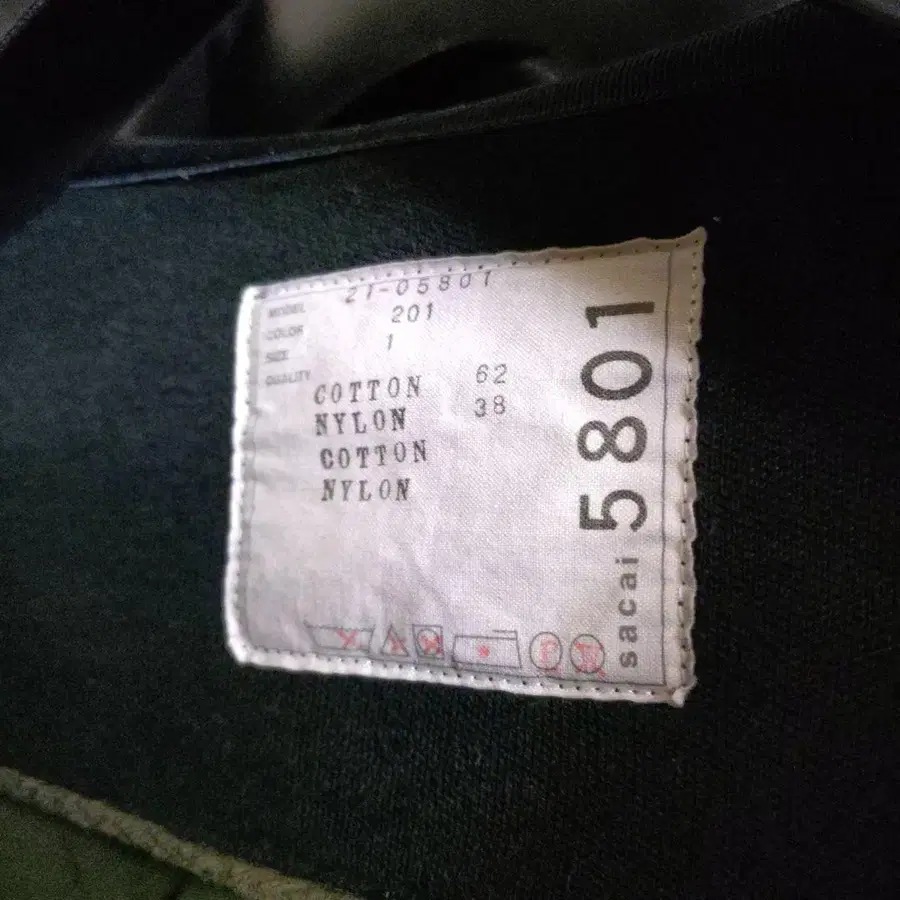 MODEL 21-05801
COLOR 201
SIZE 1
QUALITY
COTTON 62
NYLON 38
COTTON
NYLON
sacai 5801